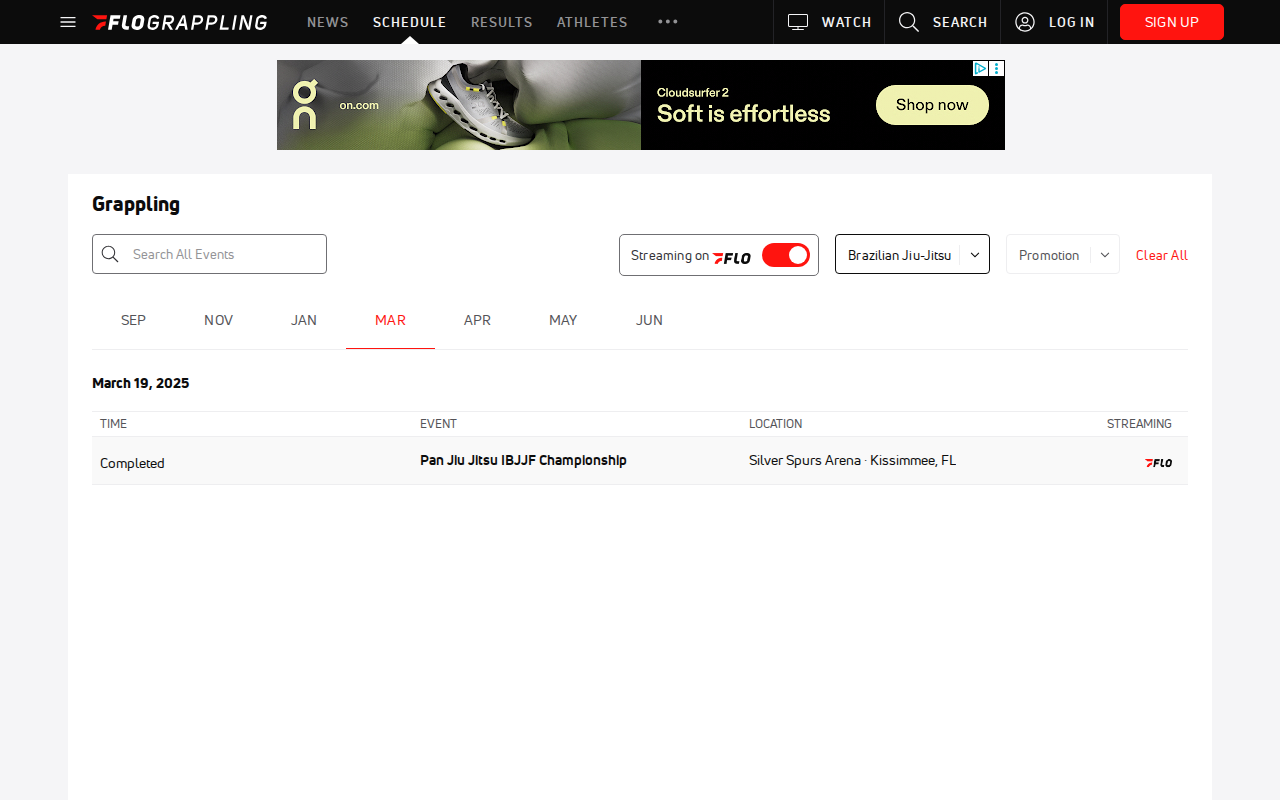 FLOGRAPPLING NEWS SCHEDULE RESULTS ATHLETES WATCH SEARCH LOG IN SIGN UP
on.com
Cloudsurfer 2
Soft is effortless
Shop now
Grappling
Search All Events Streaming on FLO Brazilian Jiu-Jitsu Promotion Clear All
SEP NOV JAN MAR APR MAY JUN
March 19, 2025
TIME EVENT LOCATION STREAMING
Completed Pan Jiu Jitsu IBJJF Championship Silver Spurs Arena · Kissimmee, FL FLO